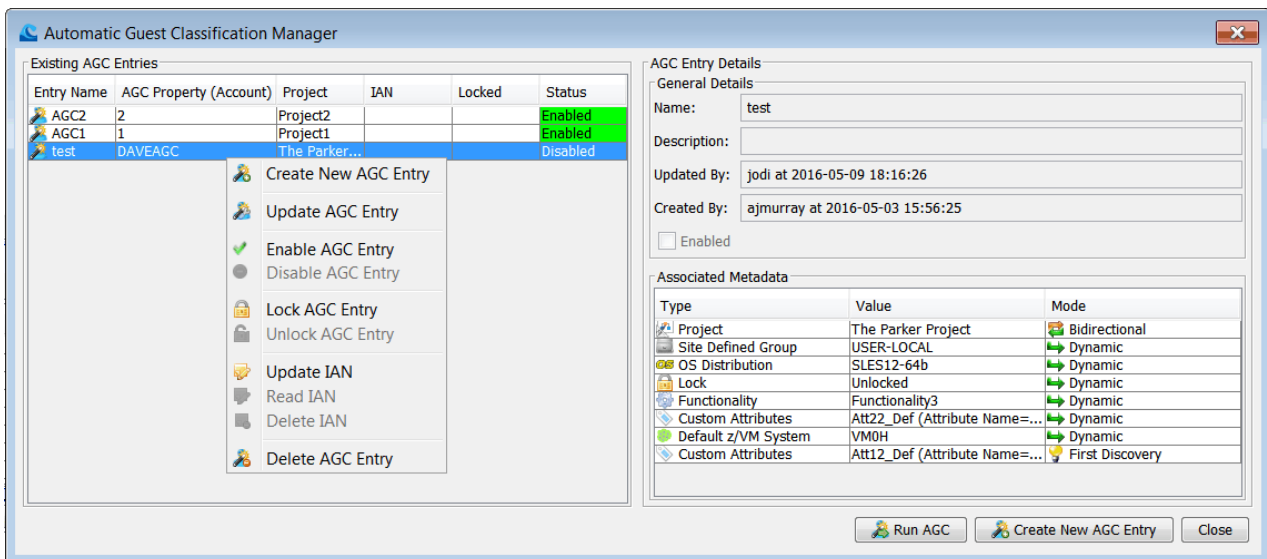 Automatic Guest Classification Manager
Existing AGC Entries
Entry Name AGC Property (Account) Project IAN Locked Status
AGC2 2 Project2 Enabled
AGC1 1 Project1 Enabled
test DAVEAGC The Parker... Disabled
Create New AGC Entry
Update AGC Entry
Enable AGC Entry
Disable AGC Entry
Lock AGC Entry
Unlock AGC Entry
Update IAN
Read IAN
Delete IAN
Delete AGC Entry
AGC Entry Details
General Details
Name: test
Description:
Updated By: jodi at 2016-05-09 18:16:26
Created By: ajmurray at 2016-05-03 15:56:25
Enabled
Associated Metadata
Type Value Mode
Project The Parker Project Bidirectional
Site Defined Group USER-LOCAL Dynamic
OS OS Distribution SLES12-64b Dynamic
Lock Unlocked Dynamic
Functionality Functionality3 Dynamic
Custom Attributes Att22_Def (Attribute Name=... Dynamic
Default z/VM System VM0H Dynamic
Custom Attributes Att12_Def (Attribute Name=... First Discovery
Run AGC Create New AGC Entry Close